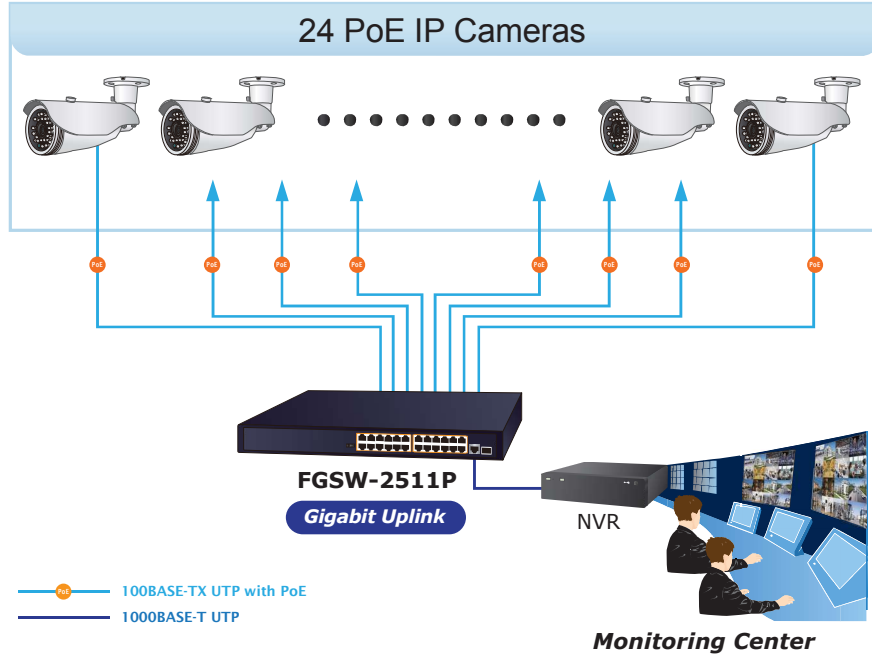 24 PoE IP Cameras
PoE
PoE
PoE
PoE
PoE
PoE
PoE
PoE
FGSW-2511P
Gigabit Uplink
NVR
PoE
100BASE-TX UTP with PoE
1000BASE-T UTP
Monitoring Center